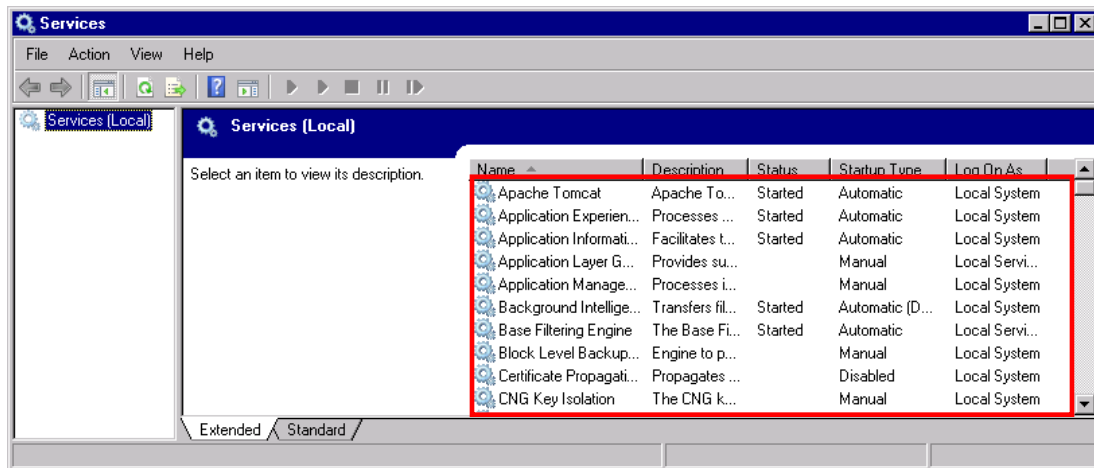 Services
File Action View Help
Services (Local)
Services (Local)
Select an item to view its description.
Name Description Status Startup Type Log On As
Apache Tomcat Apache To... Started Automatic Local System
Application Experien... Processes ... Started Automatic Local System
Application Informati... Facilitates t... Started Automatic Local System
Application Layer G... Provides su... Manual Local Servi...
Application Manage... Processes i... Manual Local System
Background Intellige... Transfers fil... Started Automatic (D... Local System
Base Filtering Engine The Base Fi... Started Automatic Local Servi...
Block Level Backup... Engine to p... Manual Local System
Certificate Propagati... Propagates ... Disabled Local System
CNG Key Isolation The CNG k... Manual Local System
Extended Standard